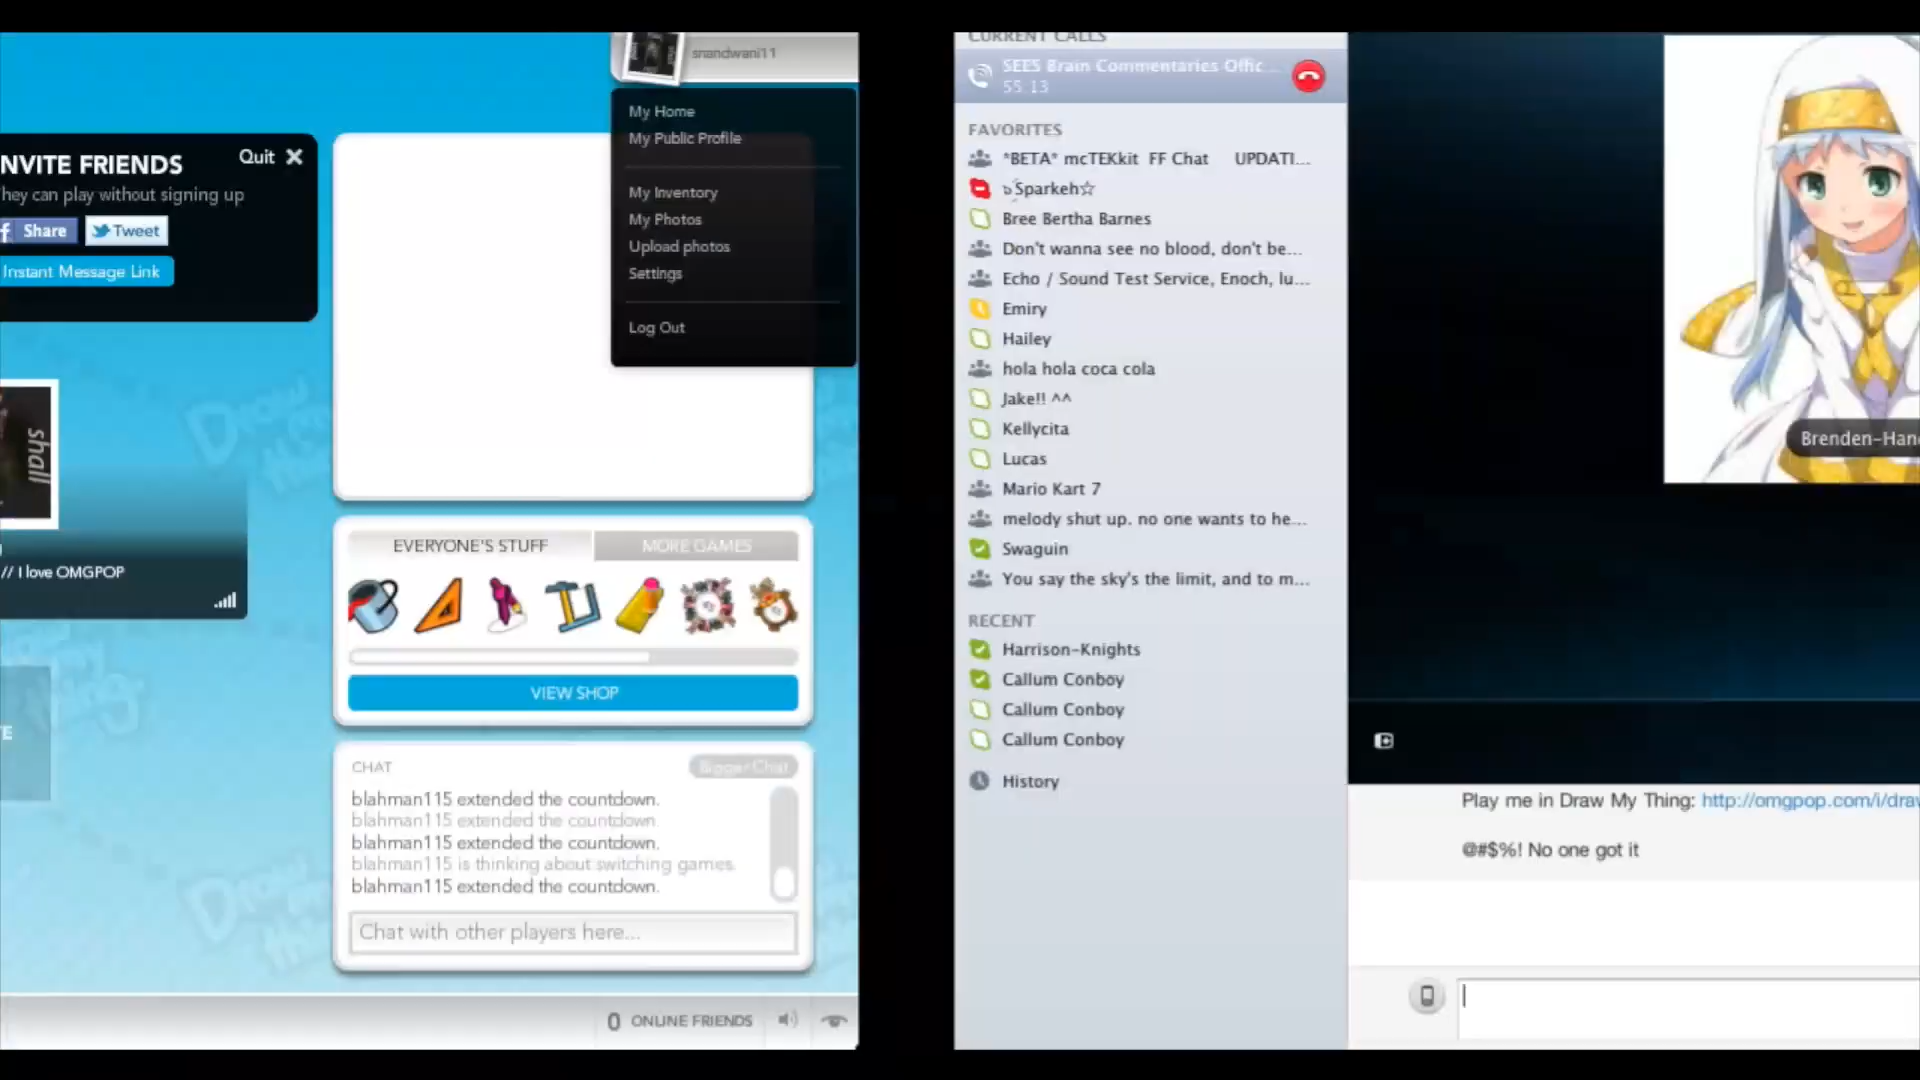 snandwani11
My Home
My Public Profile
My Inventory
My Photos
Upload photos
Settings
Log Out
NVITE FRIENDS
Quit
hey can play without signing up
Share
Tweet
Instant Message Link
shall
// I love OMGPOP
EVERYONE'S STUFF
MORE GAMES
VIEW SHOP
CHAT
Bigger Chat
blahman115 extended the countdown.
blahman115 extended the countdown.
blahman115 extended the countdown.
blahman115 is thinking about switching games.
blahman115 extended the countdown.
Chat with other players here...
0 ONLINE FRIENDS
CURRENT CALLS
SEES Brain Commentaries Offic...
55:13
FAVORITES
*BETA* mcTEKkit FF Chat UPDATI...
Sparkeh☆
Bree Bertha Barnes
Don't wanna see no blood, don't be...
Echo / Sound Test Service, Enoch, lu...
Emiry
Hailey
hola hola coca cola
Jake!! ^^
Kellycita
Lucas
Mario Kart 7
melody shut up. no one wants to he...
Swaguin
You say the sky's the limit, and to m...
RECENT
Harrison-Knights
Callum Conboy
Callum Conboy
Callum Conboy
History
Brenden-Han
Play me in Draw My Thing: http://omgpop.com/i/draw
@#$%! No one got it